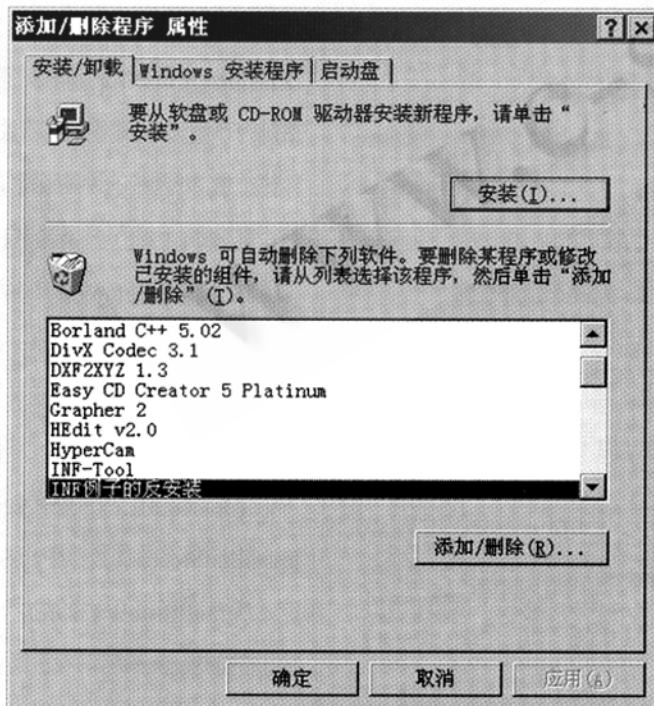 添加/删除程序 属性
安装/卸载 Windows 安装程序 启动盘
要从软盘或 CD-ROM 驱动器安装新程序，请单击“
安装”。
安装(I)...
Windows 可自动删除下列软件。要删除某程序或修改
已安装的组件，请从列表选择该程序，然后单击“添加
/删除”(T)。
Borland C++ 5.02
DivX Codec 3.1
DXF2XYZ 1.3
Easy CD Creator 5 Platinum
Grapher 2
HEdit v2.0
HyperCam
INF-Tool
INF例子的反安装
添加/删除(R)...
确定 取消 应用(A)